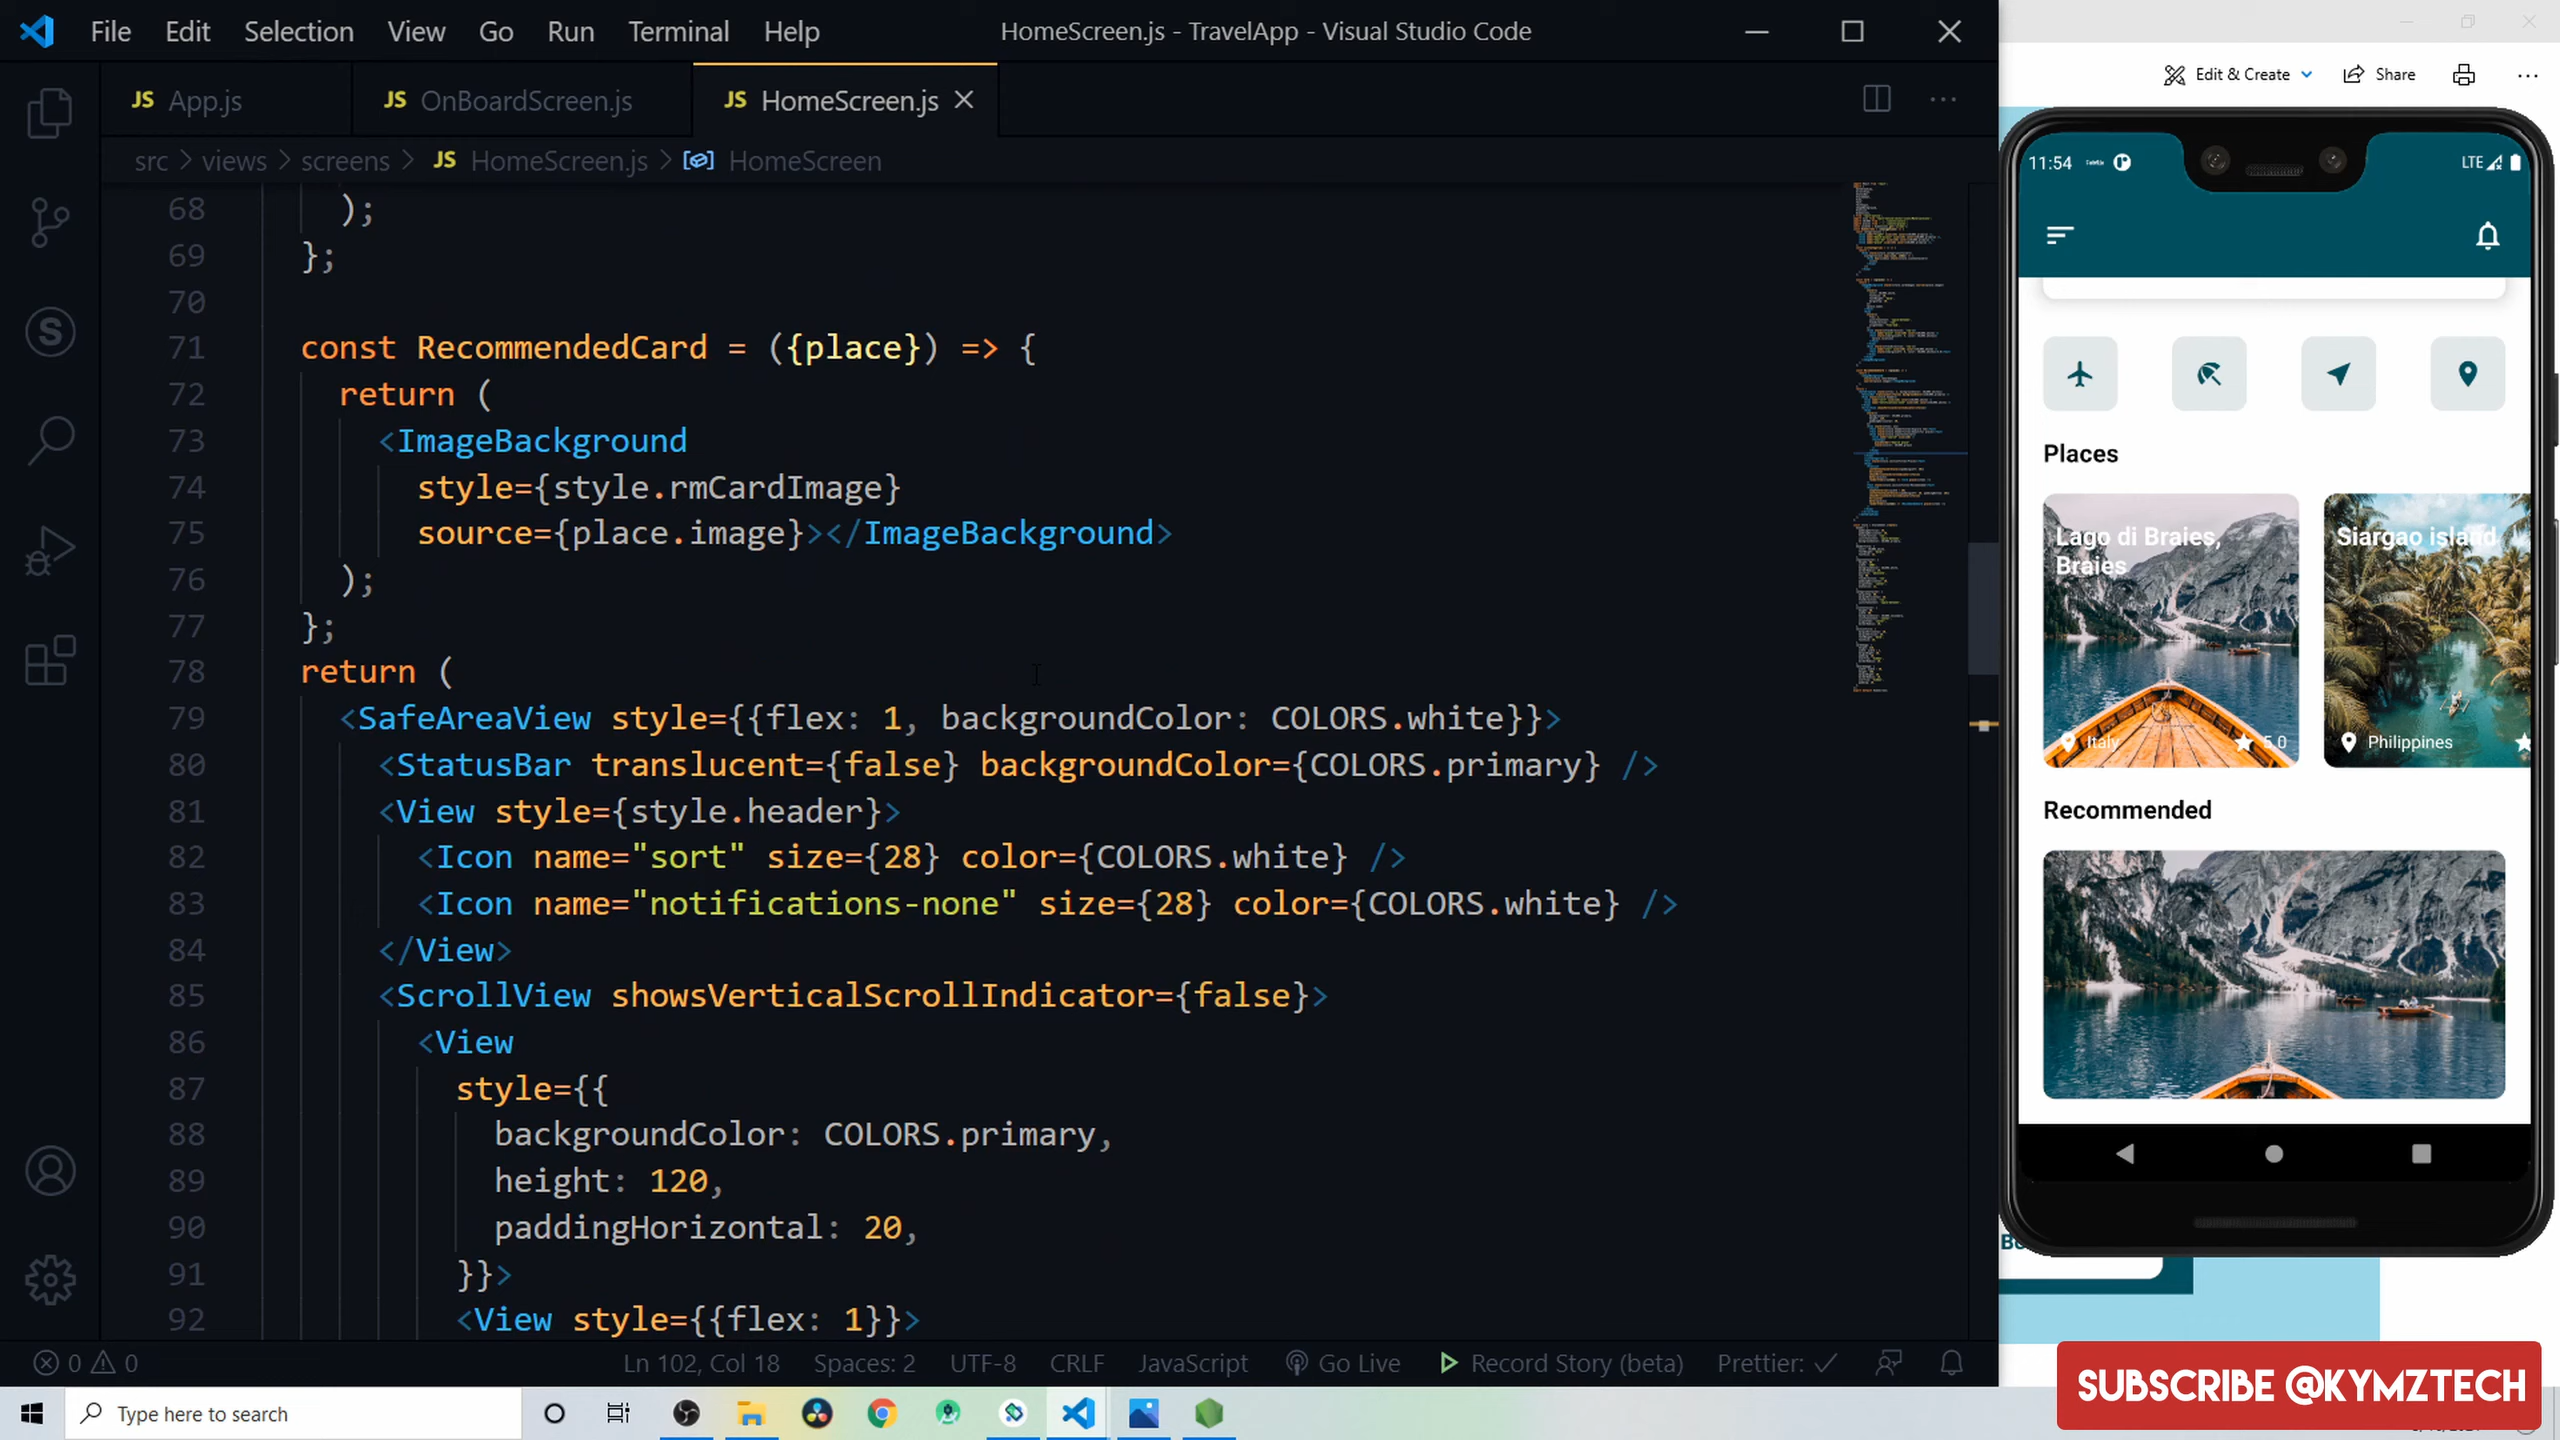 File Edit Selection View Go Run Terminal Help HomeScreen.js - TravelApp - Visual Studio Code
JS App.js JS OnBoardScreen.js JS HomeScreen.js
src > views > screens > JS HomeScreen.js > HomeScreen
68 );
69 };
70
71 const RecommendedCard = ({place}) => {
72 return (
73 <ImageBackground
74 style={style.rmCardImage}
75 source={place.image}></ImageBackground>
76 );
77 };
78 return (
79 <SafeAreaView style={{flex: 1, backgroundColor: COLORS.white}}>
80 <StatusBar translucent={false} backgroundColor={COLORS.primary} />
81 <View style={style.header}>
82 <Icon name="sort" size={28} color={COLORS.white} />
83 <Icon name="notifications-none" size={28} color={COLORS.white} />
84 </View>
85 <ScrollView showsVerticalScrollIndicator={false}>
86 <View
87 style={{
88 backgroundColor: COLORS.primary,
89 height: 120,
90 paddingHorizontal: 20,
91 }}>
92 <View style={{flex: 1}}>
0 0 Ln 102, Col 18 Spaces: 2 UTF-8 CRLF JavaScript Go Live Record Story (beta) Prettier: ✓
Type here to search
Edit & Create Share
11:54 LTE
Places
Lago di Braies,
Braies
Siargao island
Italy 5.0
Philippines
Recommended
SUBSCRIBE @KYMZTECH